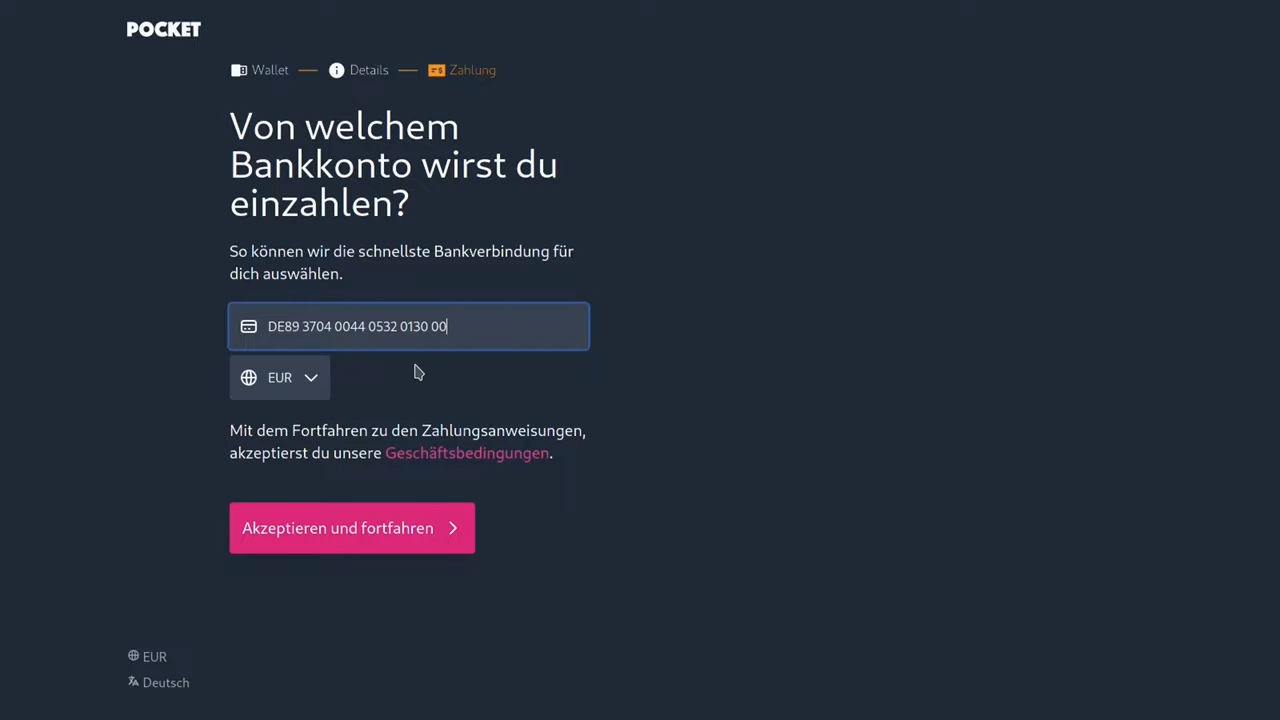 POCKET
Wallet Details Zahlung
Von welchem
Bankkonto wirst du
einzahlen?
So können wir die schnellste Bankverbindung für
dich auswählen.
DE89 3704 0044 0532 0130 00
EUR
Mit dem Fortfahren zu den Zahlungsanweisungen,
akzeptierst du unsere Geschäftsbedingungen.
Akzeptieren und fortfahren
EUR
Deutsch